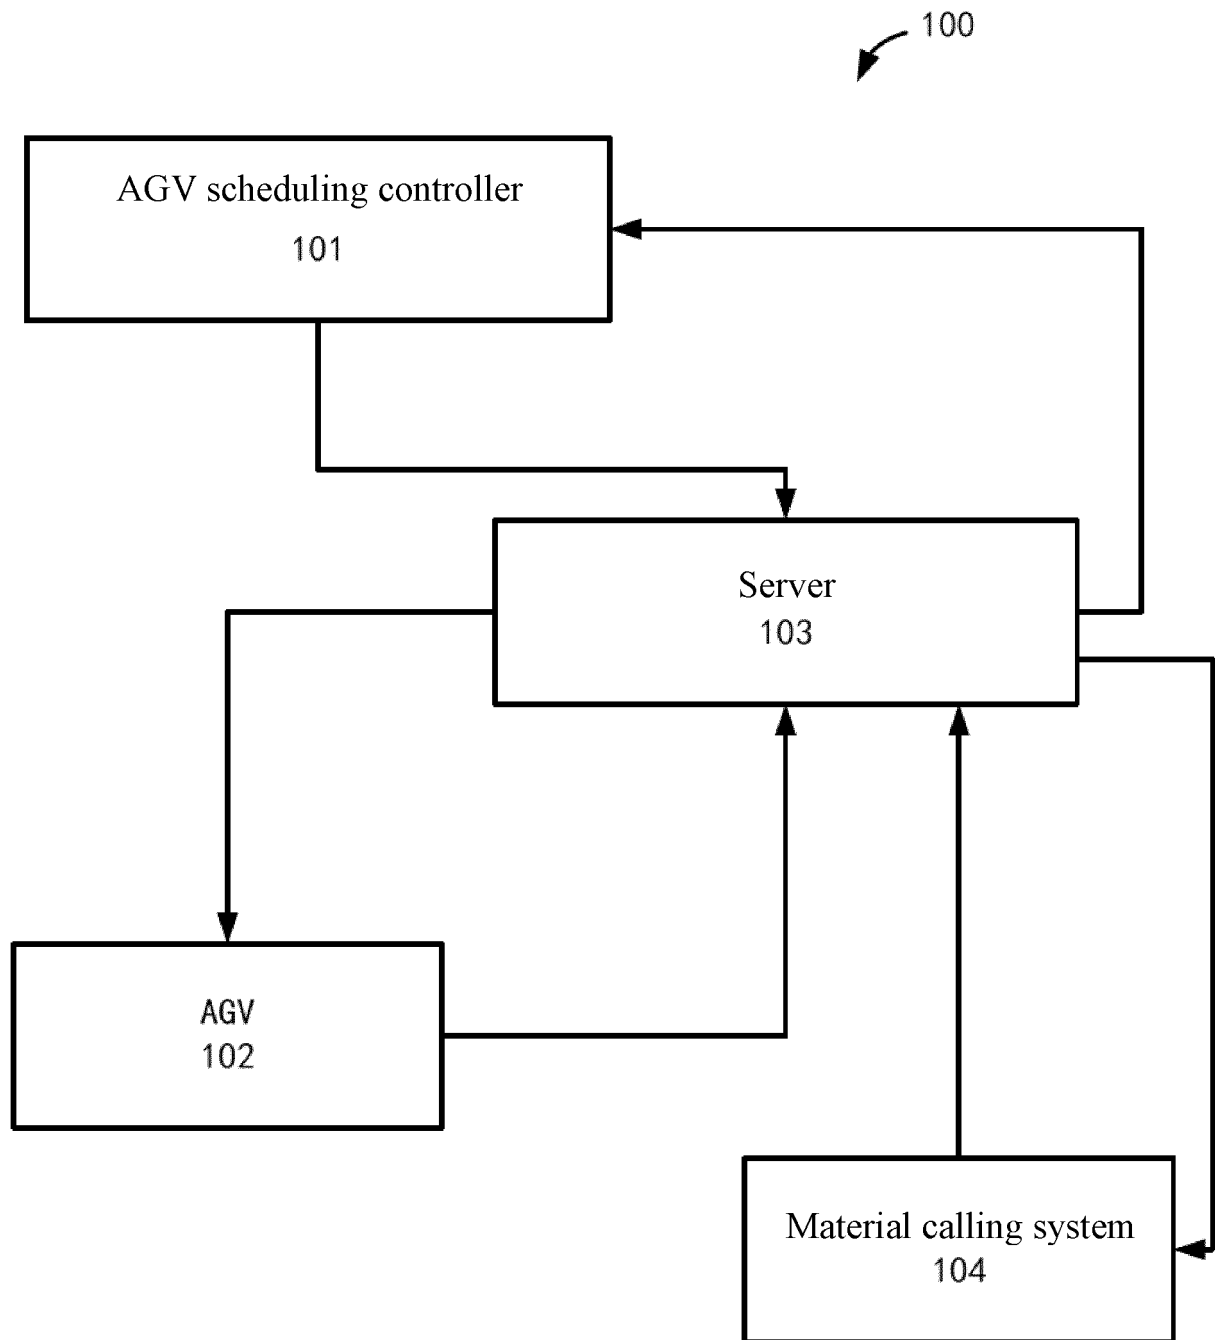 100
AGV scheduling controller
101
Server
103
AGV
102
Material calling system
104